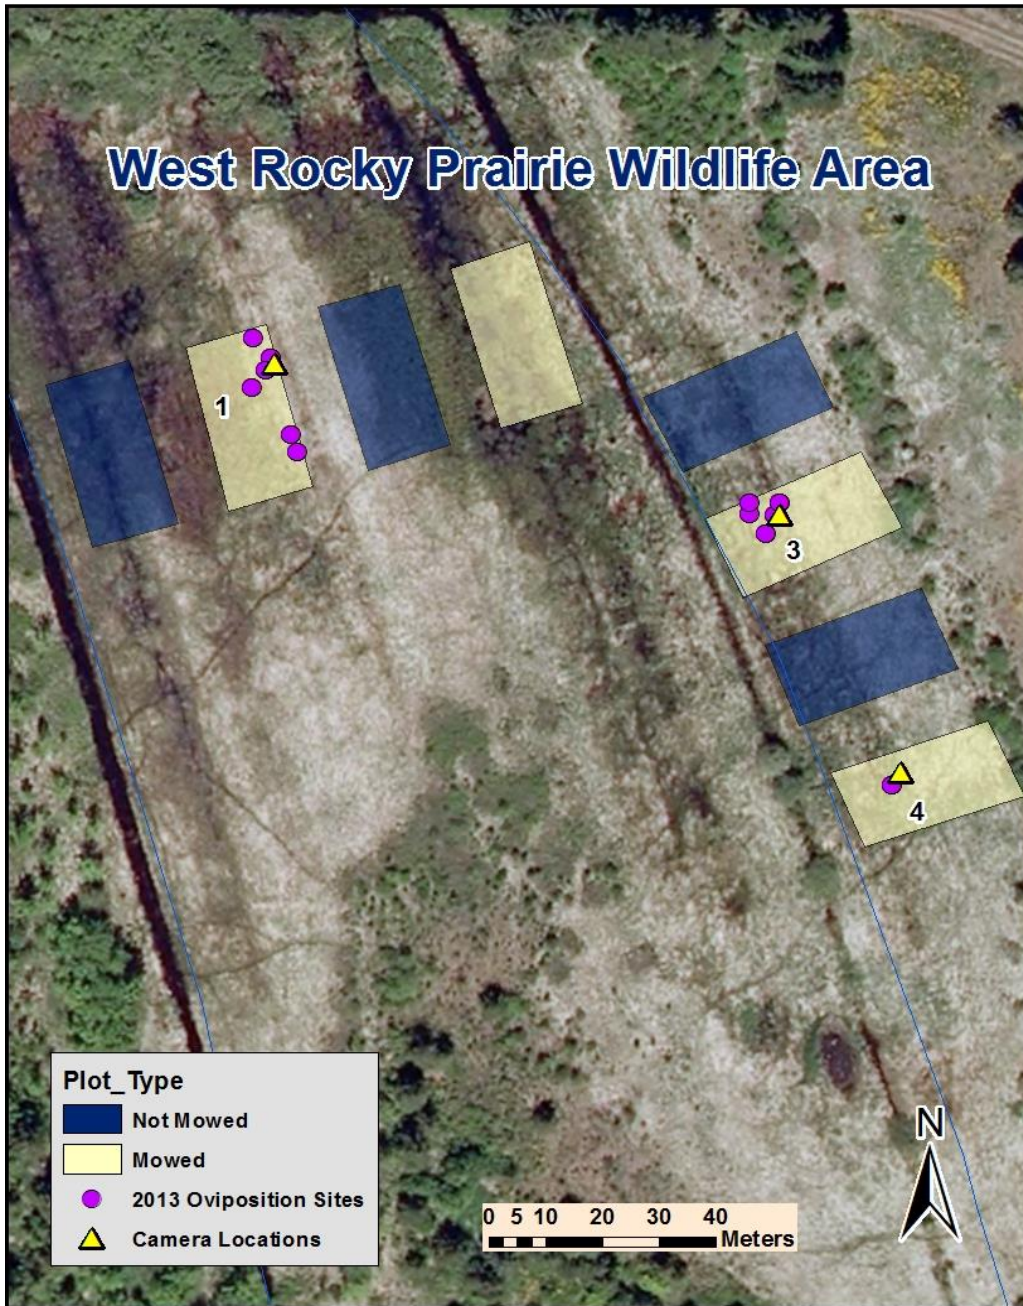 West Rocky Prairie Wildlife Area
1
3
4
Plot_Type
Not Mowed
Mowed
2013 Oviposition Sites
Camera Locations
0 5 10 20 30 40
Meters
N